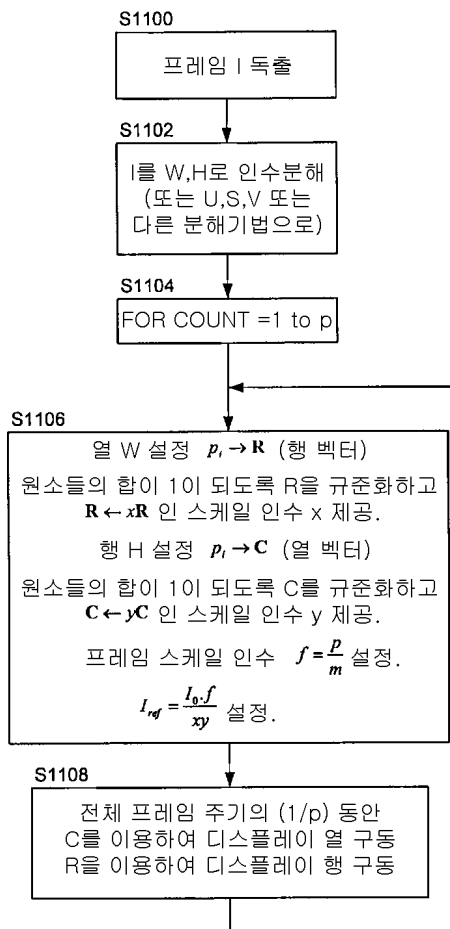 S1100
프레임 I 독출
S1102
I를 W,H로 인수분해
(또는 U,S,V 또는
다른 분해기법으로)
S1104
FOR COUNT =1 to p
S1106
열 W 설정 p_i → R (행 벡터)
원소들의 합이 1이 되도록 R을 규준화하고
R ← xR 인 스케일 인수 x 제공.
행 H 설정 p_i → C (열 벡터)
원소들의 합이 1이 되도록 C를 규준화하고
C ← yC 인 스케일 인수 y 제공.
프레임 스케일 인수 f = p/m 설정.
I_ref = I_0.f/xy 설정.
S1108
전체 프레임 주기의 (1/p) 동안
C를 이용하여 디스플레이 열 구동
R을 이용하여 디스플레이 행 구동